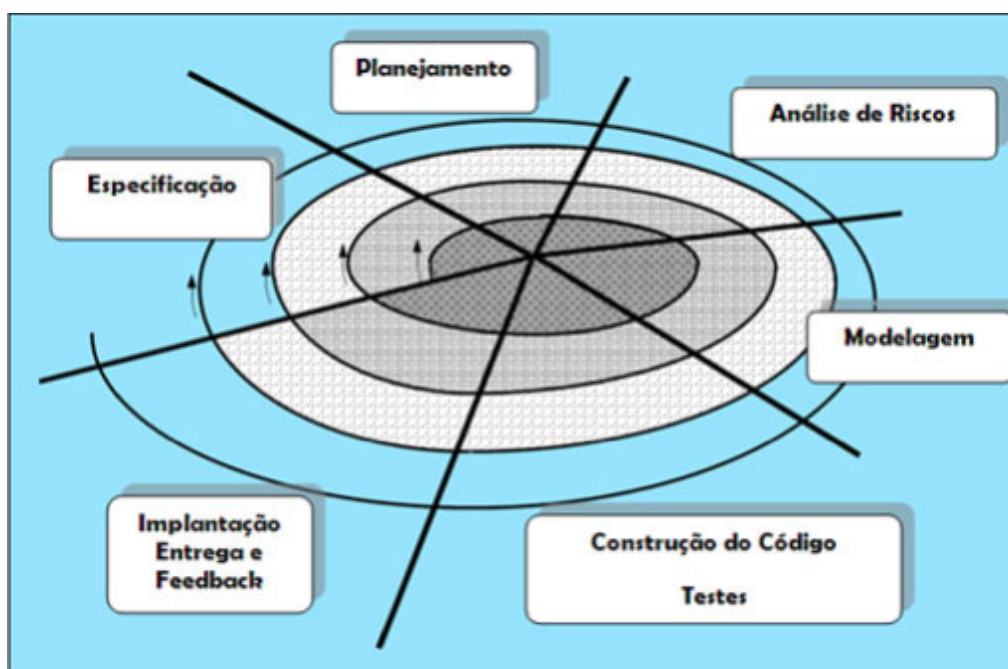 Planejamento
Análise de Riscos
Especificação
Modelagem
Implantação
Entrega e
Feedback
Construção do Código
Testes